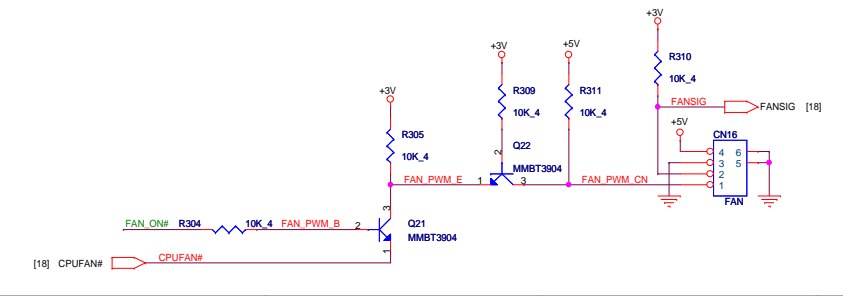 +3V
R310
10K_4
+3V
+5V
R309
10K_4
R311
10K_4
FANSIG
FANSIG [18]
+3V
R305
10K_4
+5V
CN16
4 6
3 5
2
1
FAN
2
Q22
MMBT3904
FAN_PWM_E
1
3
FAN_PWM_CN
3
FAN_ON#
R304
10K_4
FAN_PWM_B
2
Q21
MMBT3904
1
[18] CPUFAN#
CPUFAN#